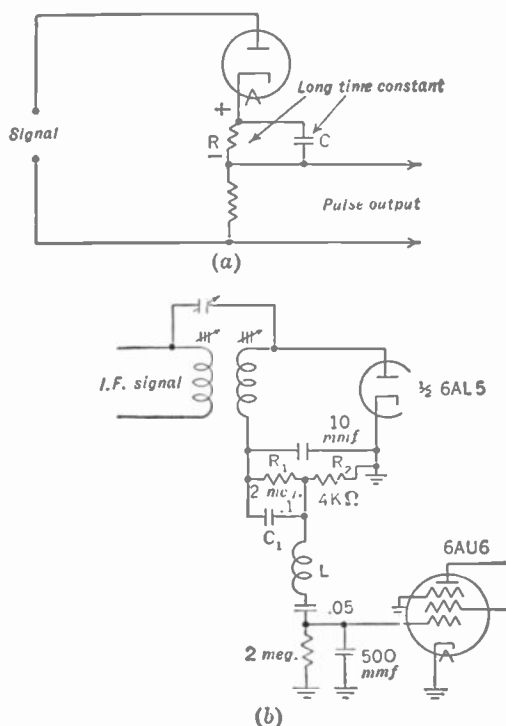 Signal
+
R
−
Long time constant
C
Pulse output
(a)
I.F. signal
½ 6AL5
10
mmf
R₁
R₂
2
.1
4KΩ
C₁
L
6AU6
.05
2 meg.
500
mmf
(b)